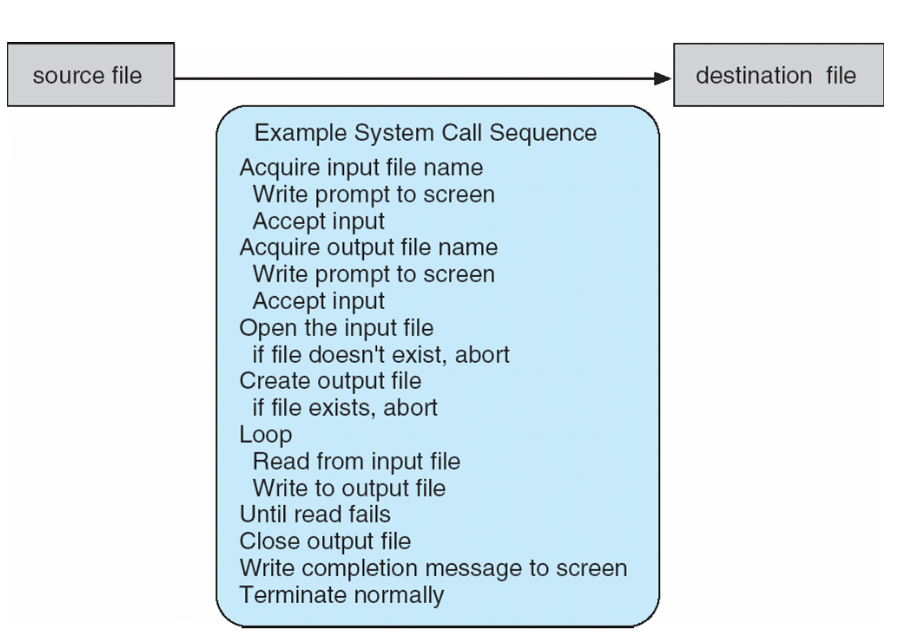 source file
destination file
Example System Call Sequence
Acquire input file name
Write prompt to screen
Accept input
Acquire output file name
Write prompt to screen
Accept input
Open the input file
if file doesn't exist, abort
Create output file
if file exists, abort
Loop
Read from input file
Write to output file
Until read fails
Close output file
Write completion message to screen
Terminate normally